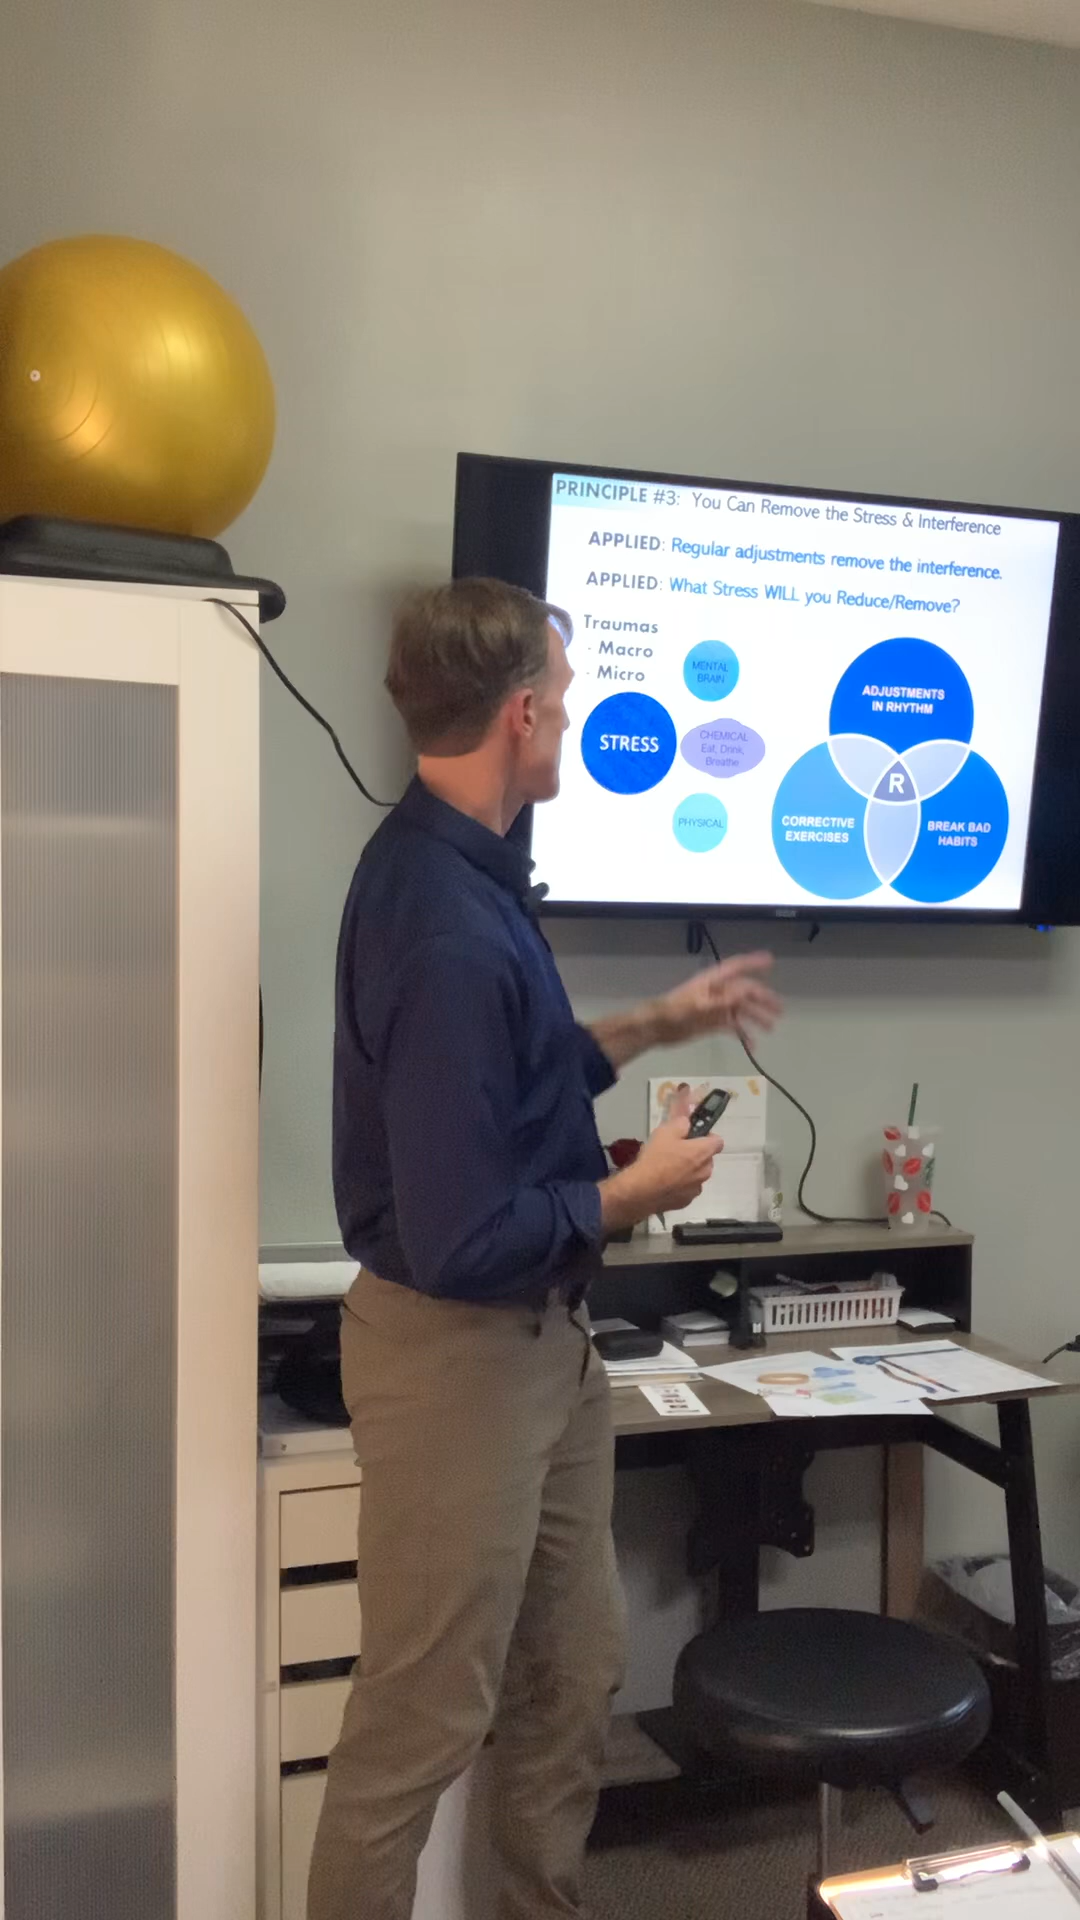 PRINCIPLE #3: You Can Remove the Stress & Interference
APPLIED: Regular adjustments remove the interference.
APPLIED: What Stress WILL you Reduce/Remove?
Traumas
- Macro
- Micro
STRESS
MENTAL
BRAIN
CHEMICAL
Eat, Drink,
Breathe
PHYSICAL
ADJUSTMENTS
IN RHYTHM
R
CORRECTIVE
EXERCISES
BREAK BAD
HABITS